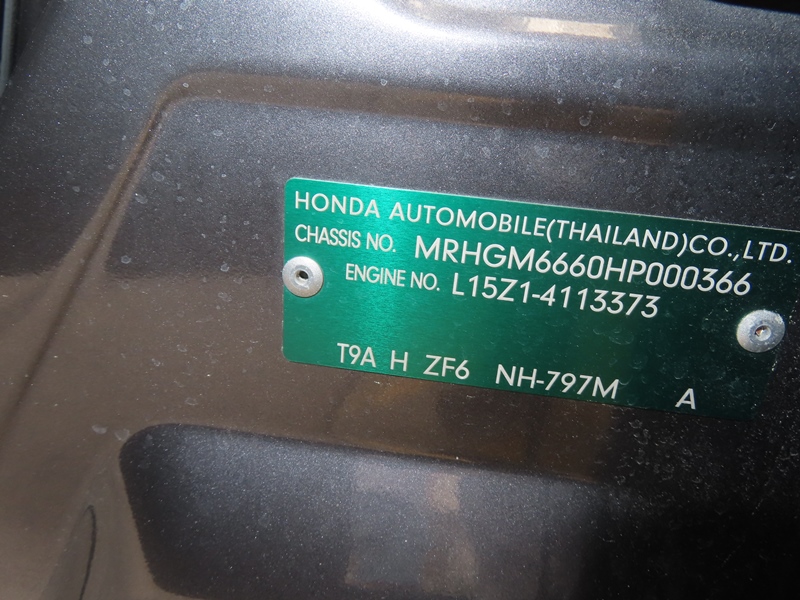 HONDA AUTOMOBILE(THAILAND)CO.,LTD.
CHASSIS NO. MRHGM6660HP000366
ENGINE NO. L15Z1-4113373
T9A H ZF6 NH-797M A